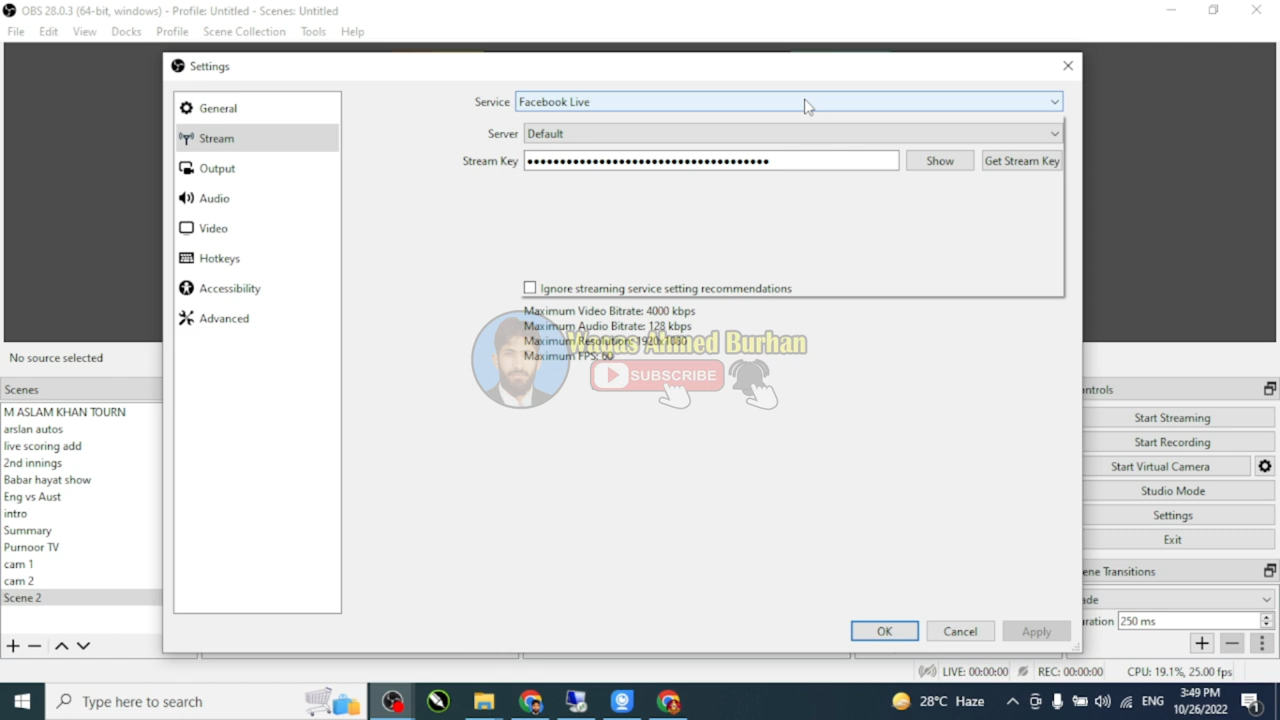 OBS 28.0.3 (64-bit, windows) - Profile: Untitled - Scenes: Untitled
File Edit View Docks Profile Scene Collection Tools Help
Settings
General
Stream
Output
Audio
Video
Hotkeys
Accessibility
Advanced
Service Facebook Live
Server Default
Stream Key Show Get Stream Key
Ignore streaming service setting recommendations
Maximum Video Bitrate: 4000 kbps
Maximum Audio Bitrate: 128 kbps
Maximum Resolution: 1920x1080
Maximum FPS: 60
Waqas Ahmed Burhan
SUBSCRIBE
OK Cancel Apply
No source selected
Scenes
M ASLAM KHAN TOURN
arslan autos
live scoring add
2nd innings
Babar hayat show
Eng vs Aust
intro
Summary
Purnoor TV
cam 1
cam 2
Scene 2
ntrols
Start Streaming
Start Recording
Start Virtual Camera
Studio Mode
Settings
Exit
ene Transitions
ade
uration 250 ms
LIVE: 00:00:00 REC: 00:00:00 CPU: 19.1%, 25.00 fps
Type here to search
28°C Haze
ENG
3:49 PM
10/26/2022
1